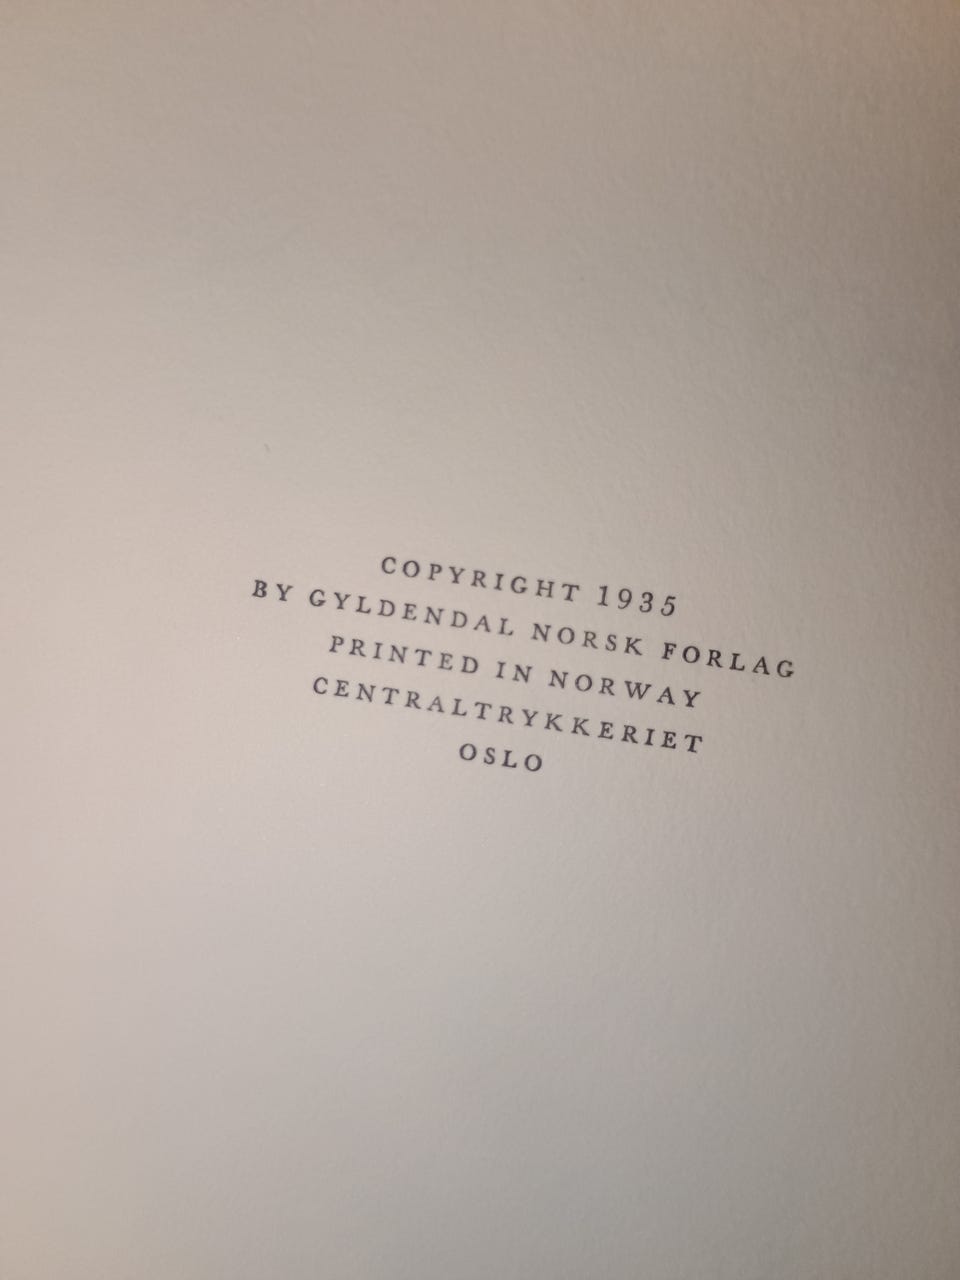 COPYRIGHT 1935
BY GYLDENDAL NORSK FORLAG
PRINTED IN NORWAY
CENTRALTRYKKERIET
OSLO